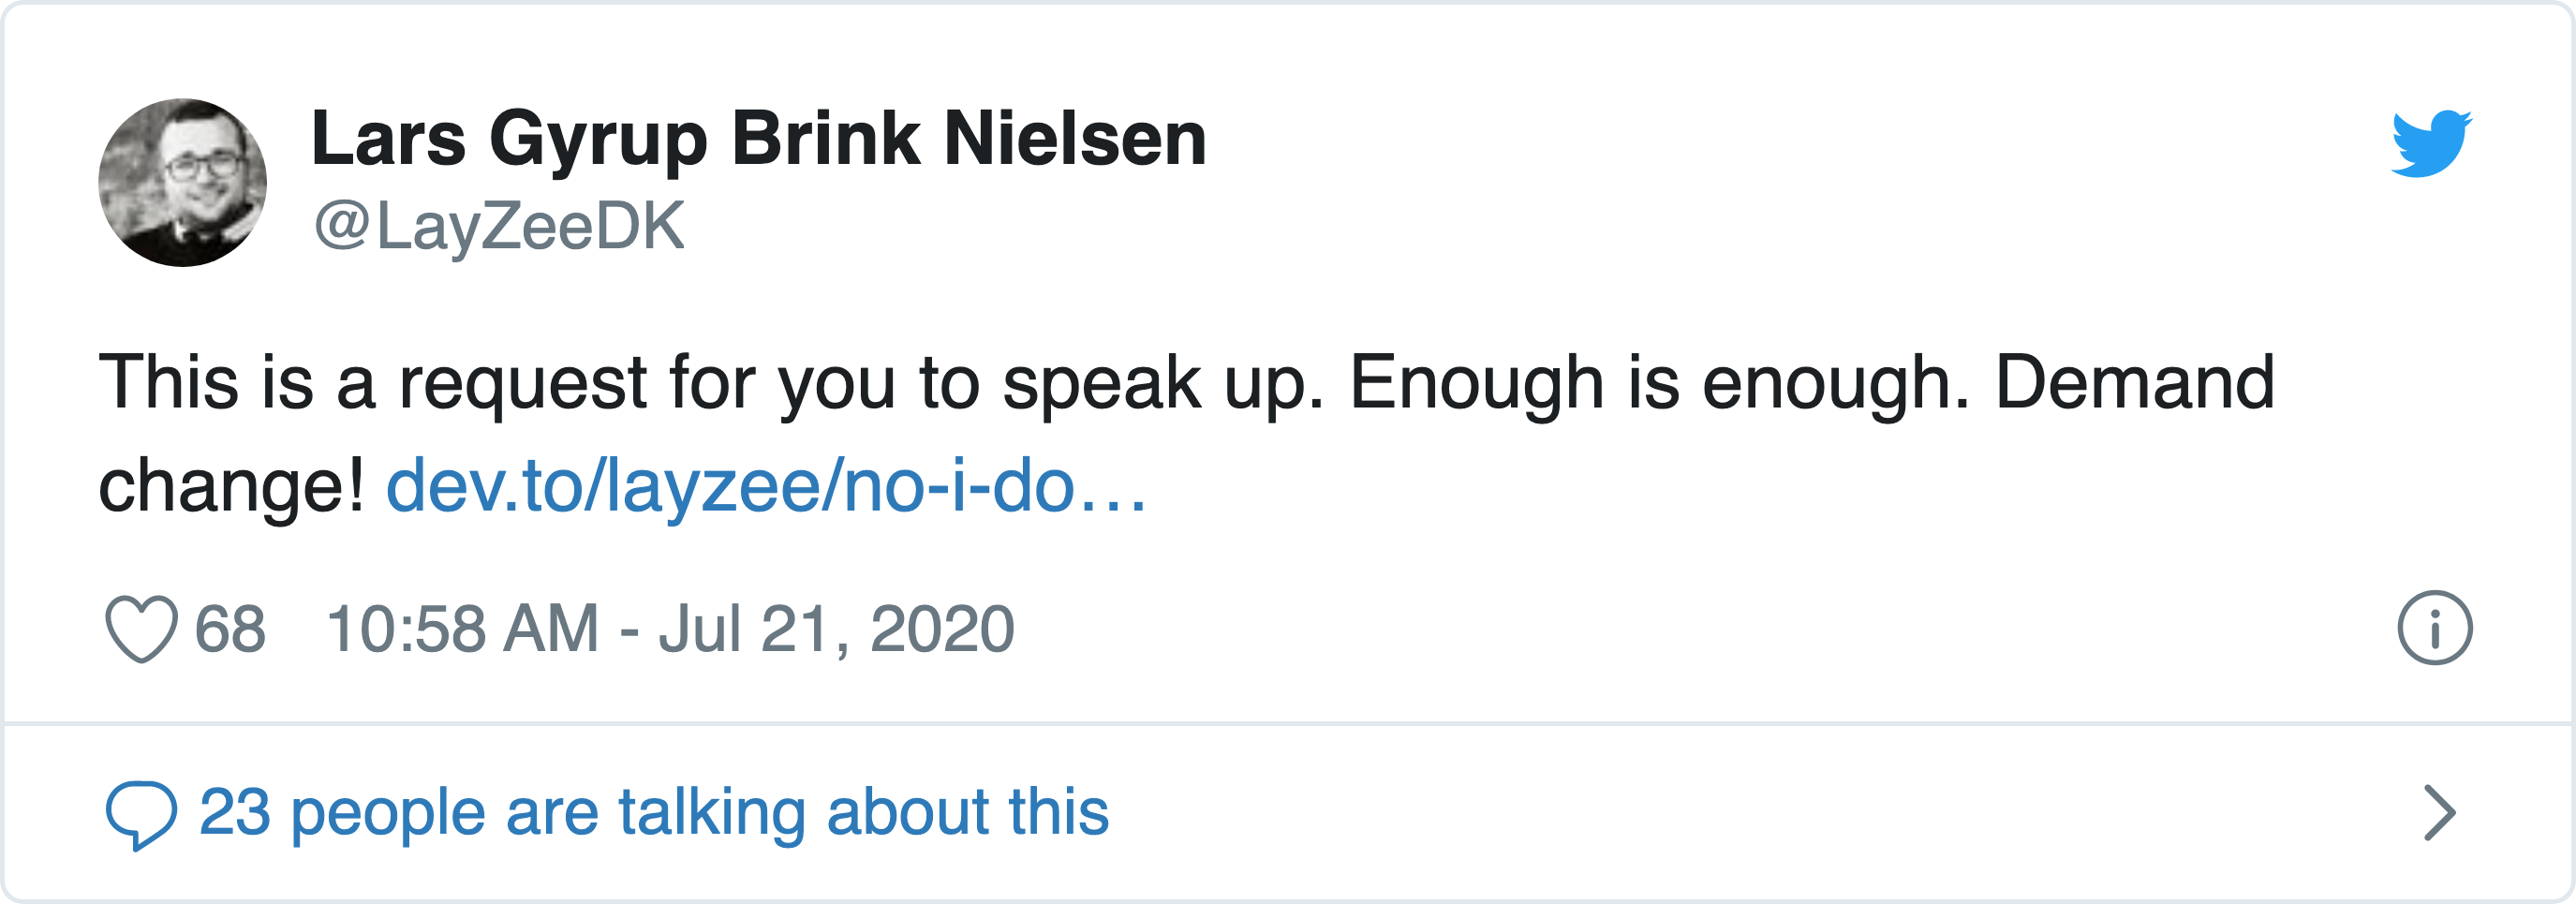 Lars Gyrup Brink Nielsen
@LayZeeDK
This is a request for you to speak up. Enough is enough. Demand
change! dev.to/layzee/no-i-do…
68 10:58 AM - Jul 21, 2020
23 people are talking about this